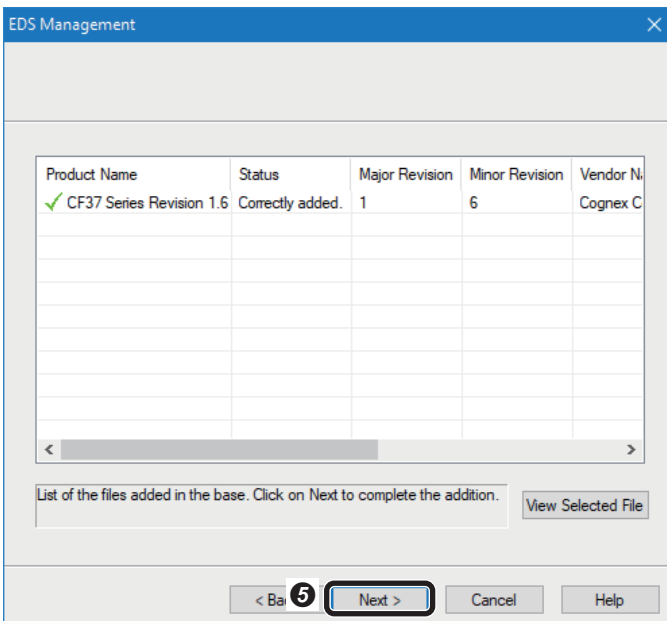 EDS Management
Product Name Status Major Revision Minor Revision Vendor
CF37 Series Revision 1.6 Correctly added. 1 6 Cognex C
List of the files added in the base. Click on Next to complete the addition.
View Selected File
< Ba 5 Next > Cancel Help